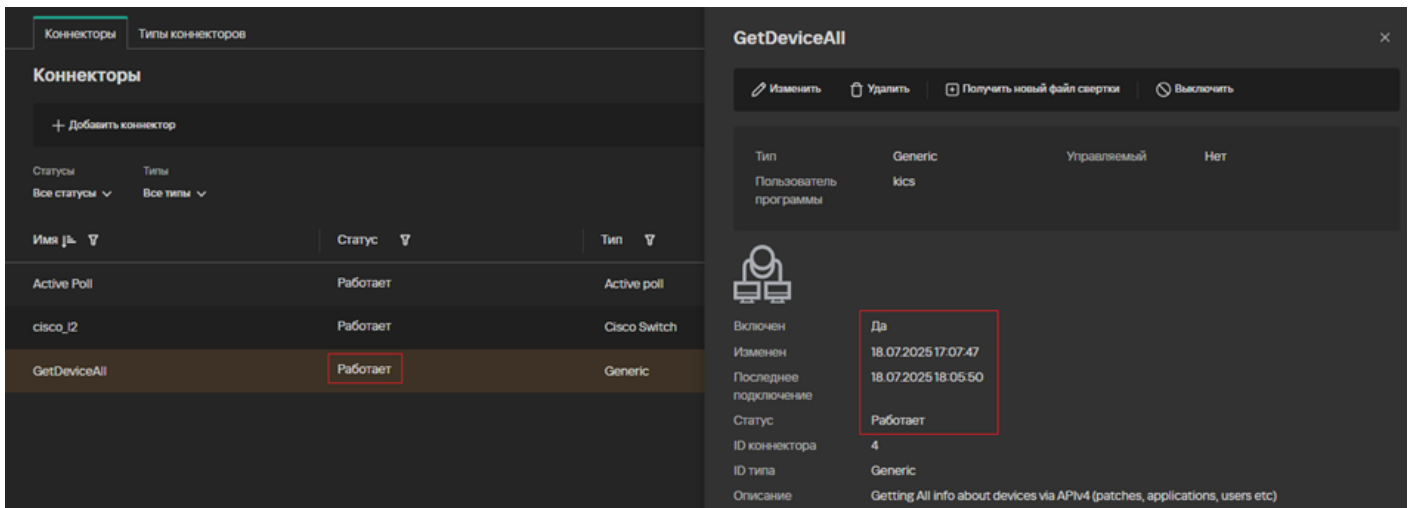 Коннекторы Типы коннекторов
Коннекторы
+ Добавить коннектор
Статусы Типы
Все статусы Все типы
Имя Статус Тип
Active Poll Работает Active poll
cisco_l2 Работает Cisco Switch
GetDeviceAll Работает Generic
GetDeviceAll
Изменить Удалить Получить новый файл свертки Выключить
Тип Generic Управляемый Нет
Пользователь программы kics
Включен Да
Изменен 18.07.2025 17:07:47
Последнее подключение 18.07.2025 18:05:50
Статус Работает
ID коннектора 4
ID типа Generic
Описание Getting All info about devices via APIv4 (patches, applications, users etc)